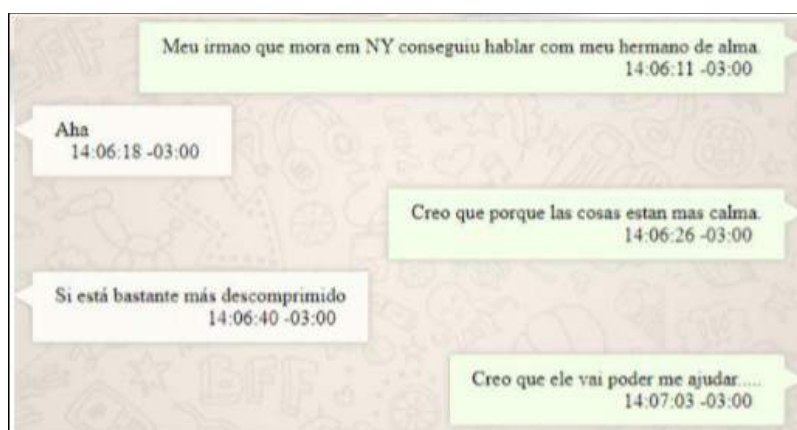 Meu irmao que mora em NY conseguiu hablar com meu hermano de alma.
14:06:11 -03:00
Aha
14:06:18 -03:00
Creo que porque las cosas estan mas calma.
14:06:26 -03:00
Si está bastante más descomprimido
14:06:40 -03:00
Creo que ele vai poder me ajudar.....
14:07:03 -03:00